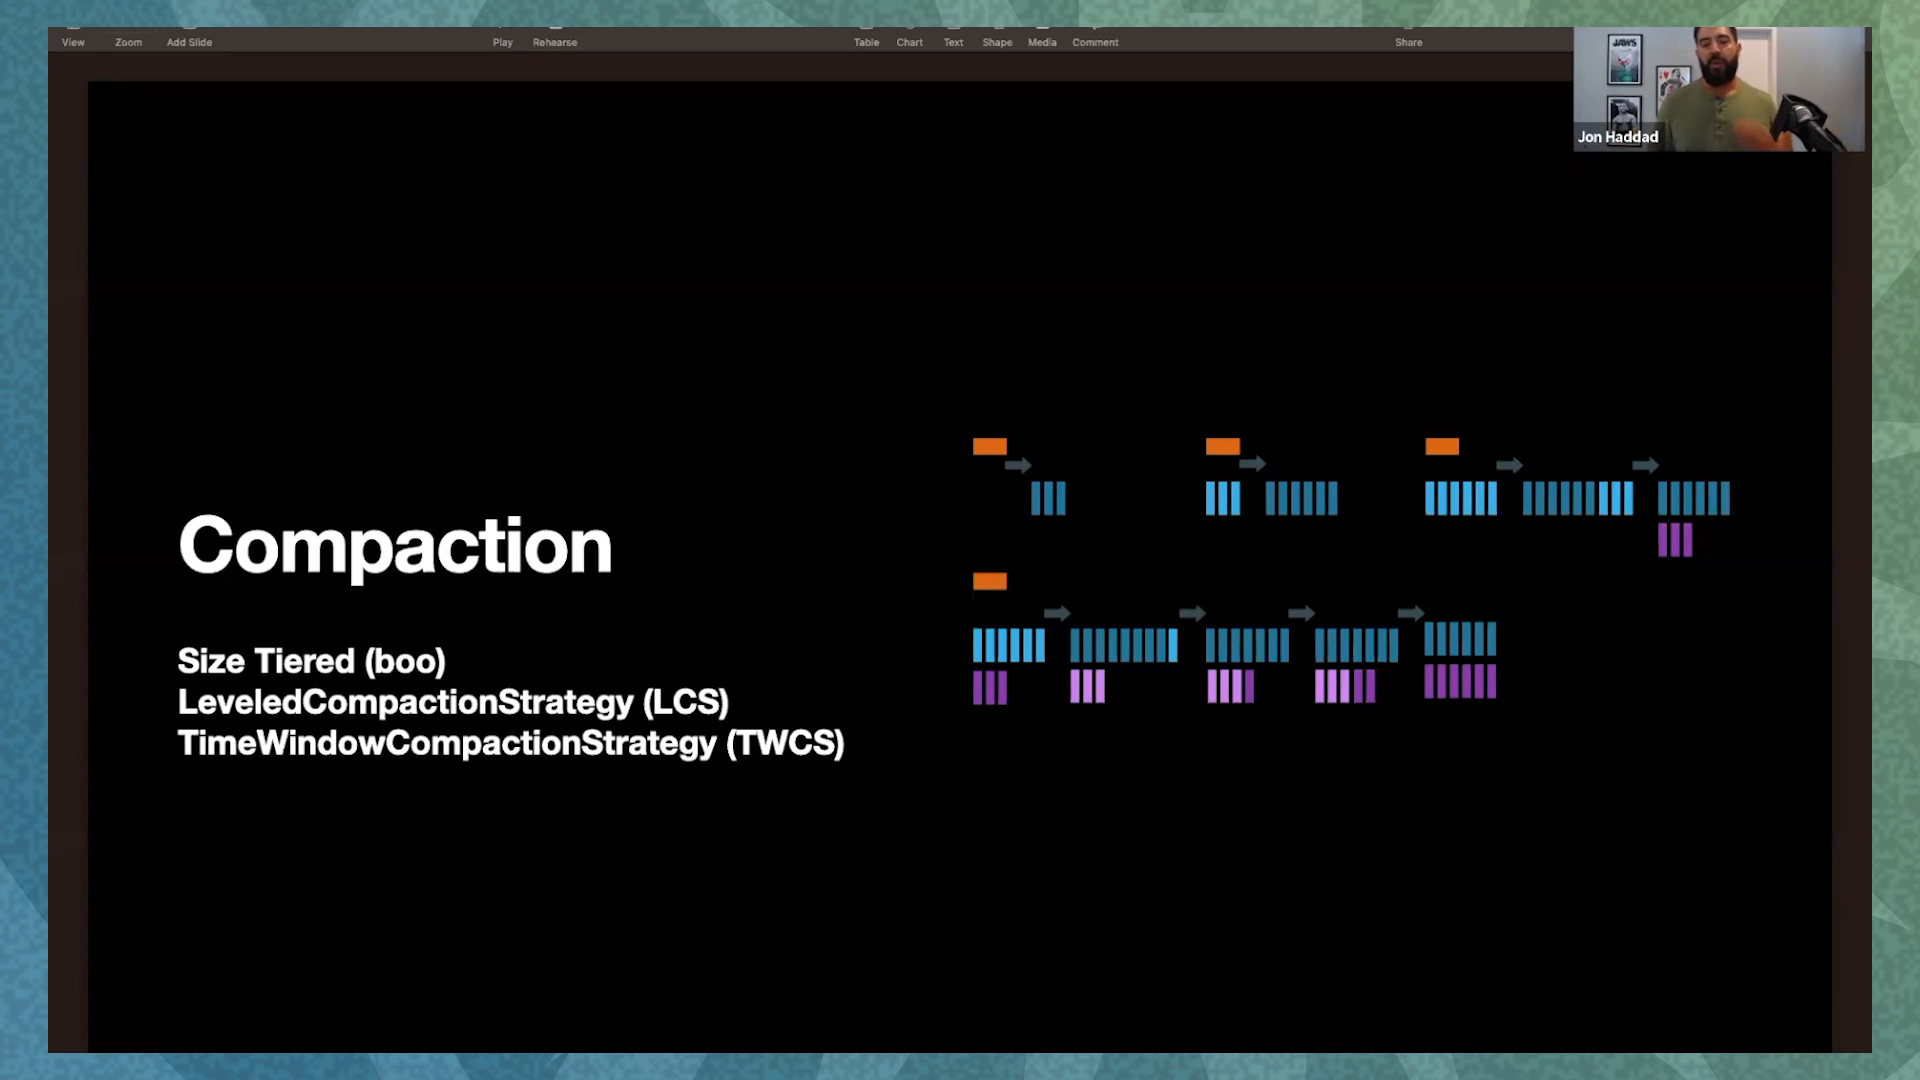 View Zoom Add Slide Play Rehearse Table Chart Text Shape Media Comment Share
JAWS
Jon Haddad
Compaction
Size Tiered (boo)
LeveledCompactionStrategy (LCS)
TimeWindowCompactionStrategy (TWCS)